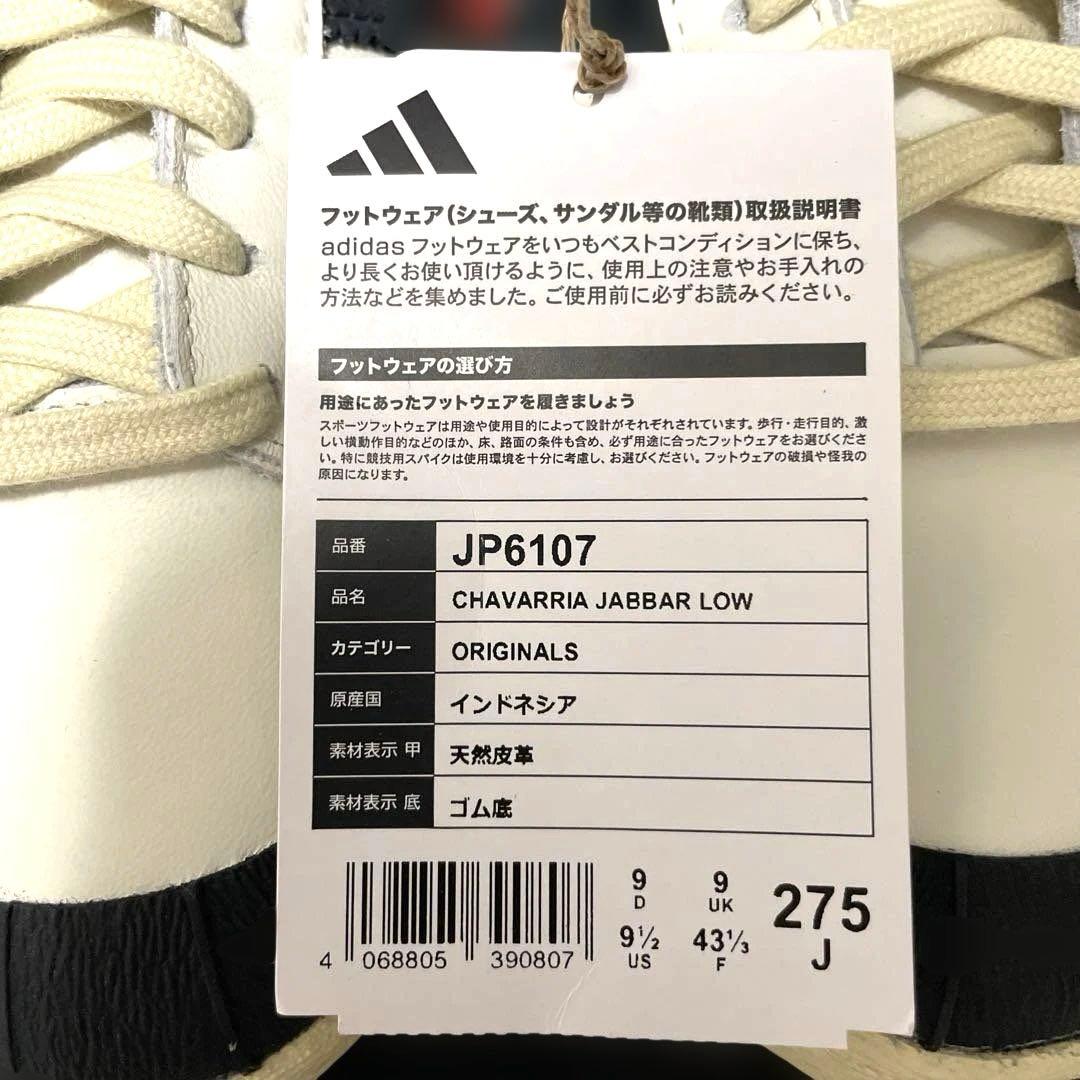 フットウェア(シューズ、サンダル等の靴類)取扱説明書
adidas フットウェアをいつもベストコンディションに保ち、
より長くお使い頂けるように、使用上の注意やお手入れの
方法などを集めました。ご使用前に必ずお読みください。
フットウェアの選び方
用途にあったフットウェアを履きましょう
スポーツフットウェアは用途や使用目的によって設計がそれぞれされています。歩行・走行目的、激
しい横動作目的などのほか、床、路面の条件も含め、必ず用途に合ったフットウェアをお選びくださ
い。特に競技用スパイクは使用環境を十分に考慮し、お選びください。フットウェアの破損や怪我の
原因になります。
品番 JP6107
品名 CHAVARRIA JABBAR LOW
カテゴリー ORIGINALS
原産国 インドネシア
素材表示 甲 天然皮革
素材表示 底 ゴム底
9 9 275
D UK J
9½ 43⅓
US F
4 068805 390807